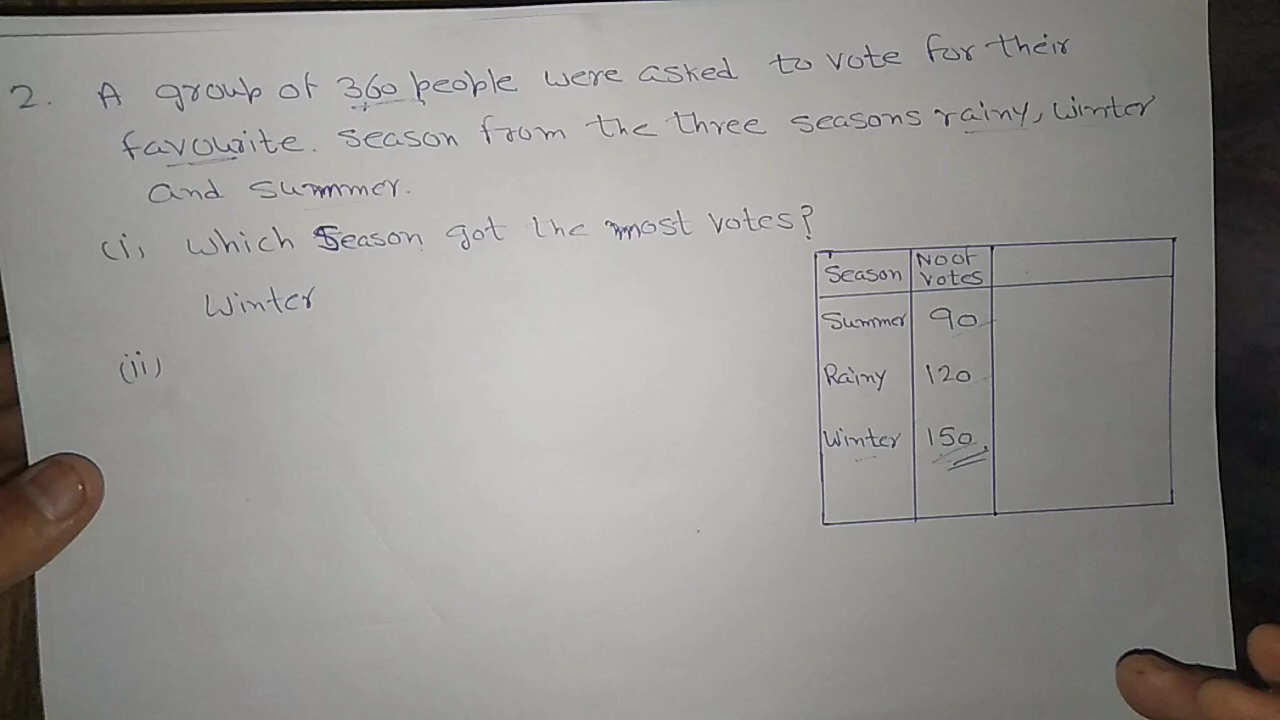 2. A group of 360 people were asked to vote for their
favourite. season from the three seasons rainy, winter
and summer.
(i) which Season got the most votes?
Winter
(ii)
Season No of votes
Summer 90
Rainy 120
Winter 150